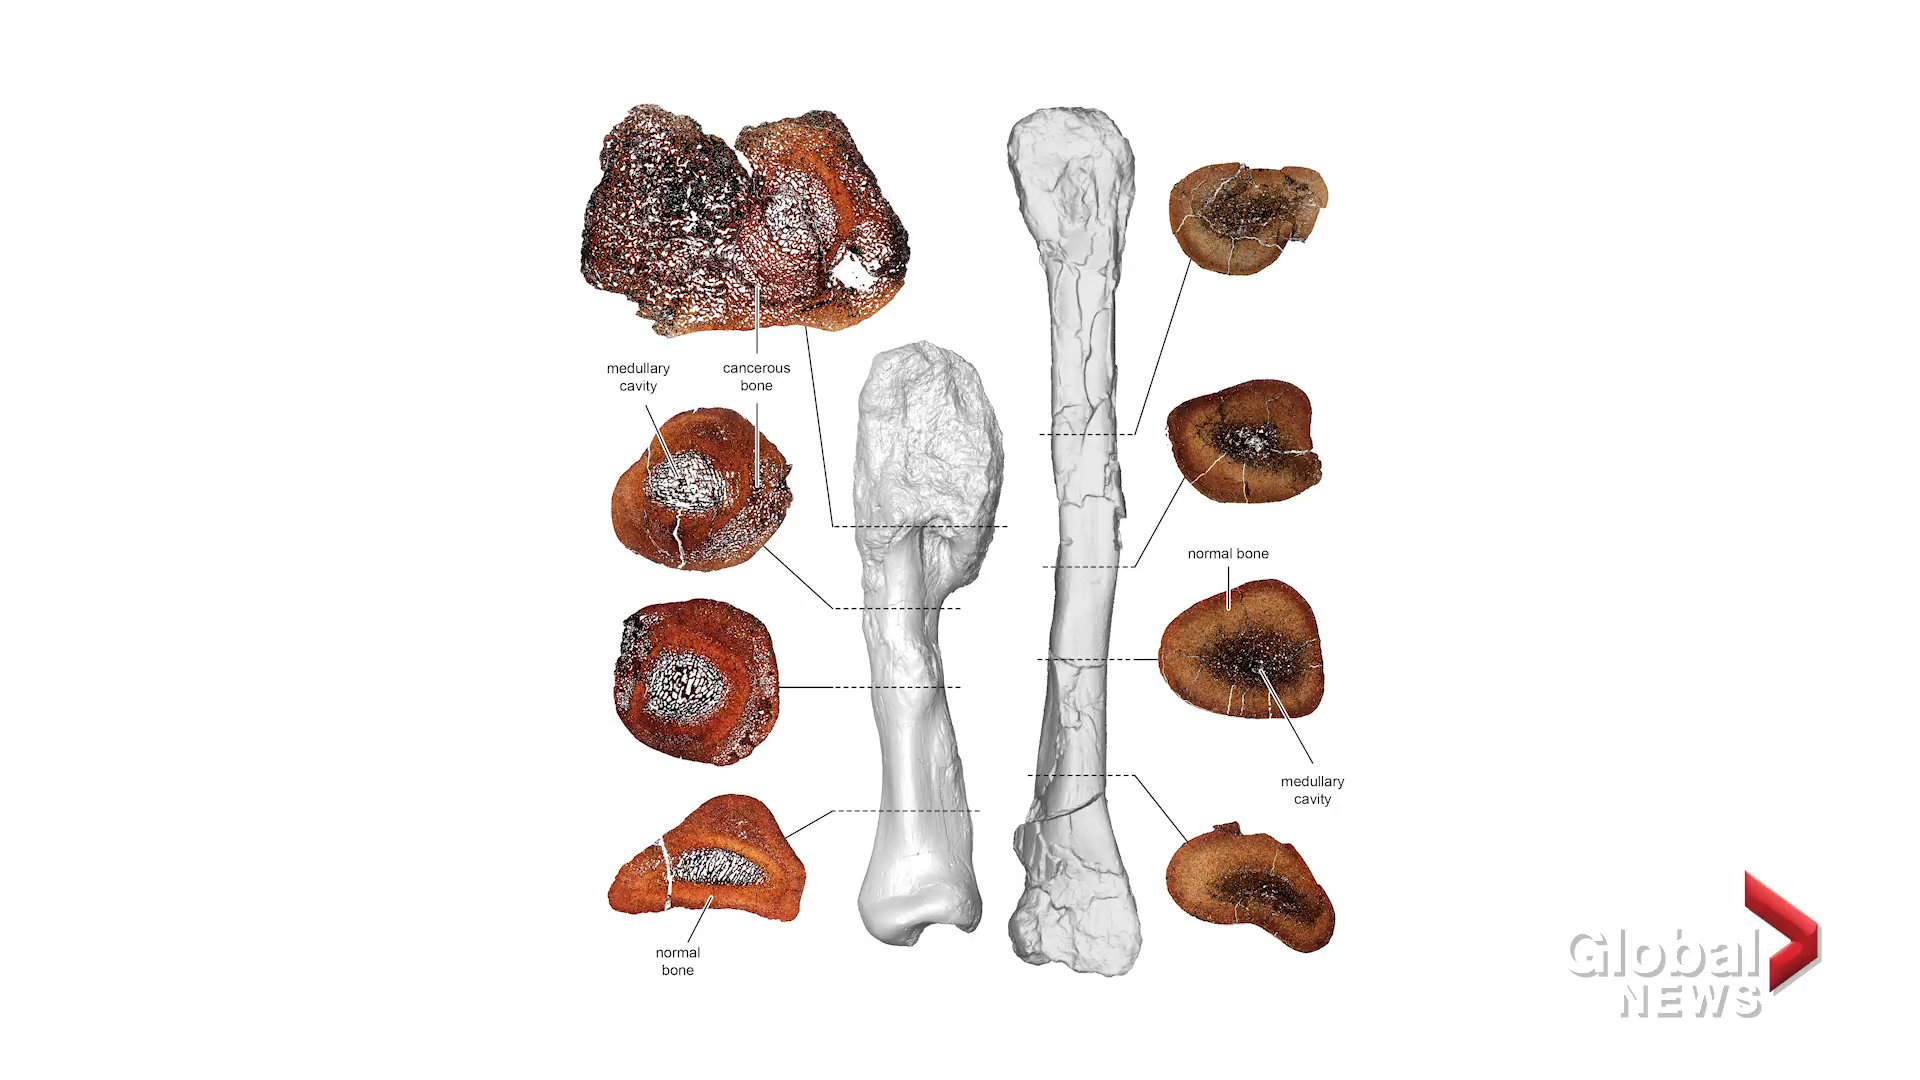 medullary
cavity
cancerous
bone
normal bone
medullary
cavity
normal
bone
Global
NEWS